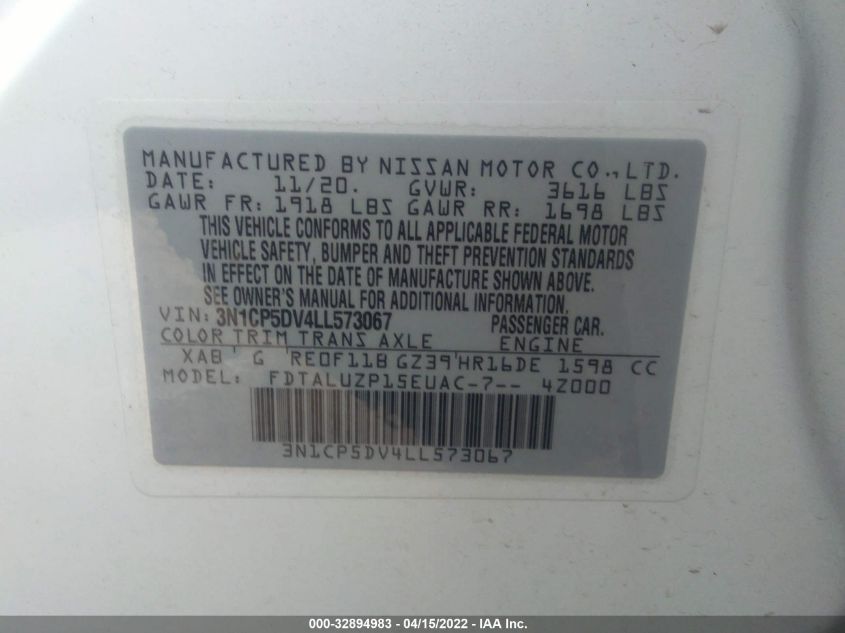 MANUFACTURED BY NISSAN MOTOR CO.,LTD.
DATE: 11/20. GVWR: 3616 LBS
GAWR FR: 1918 LBS GAWR RR: 1698 LBS
THIS VEHICLE CONFORMS TO ALL APPLICABLE FEDERAL MOTOR
VEHICLE SAFETY, BUMPER AND THEFT PREVENTION STANDARDS
IN EFFECT ON THE DATE OF MANUFACTURE SHOWN ABOVE.
SEE OWNER'S MANUAL FOR ADDITIONAL INFORMATION.
VIN: 3N1CP5DV4LL573067 PASSENGER CAR.
COLOR TRIM TRANS AXLE ENGINE
XAB G RE0F11B GZ39 HR16DE 1598 CC
MODEL: FDTALUZP15EUAC-7-- 4Z000
3N1CP5DV4LL573067
000-32894983 - 04/15/2022 - IAA Inc.